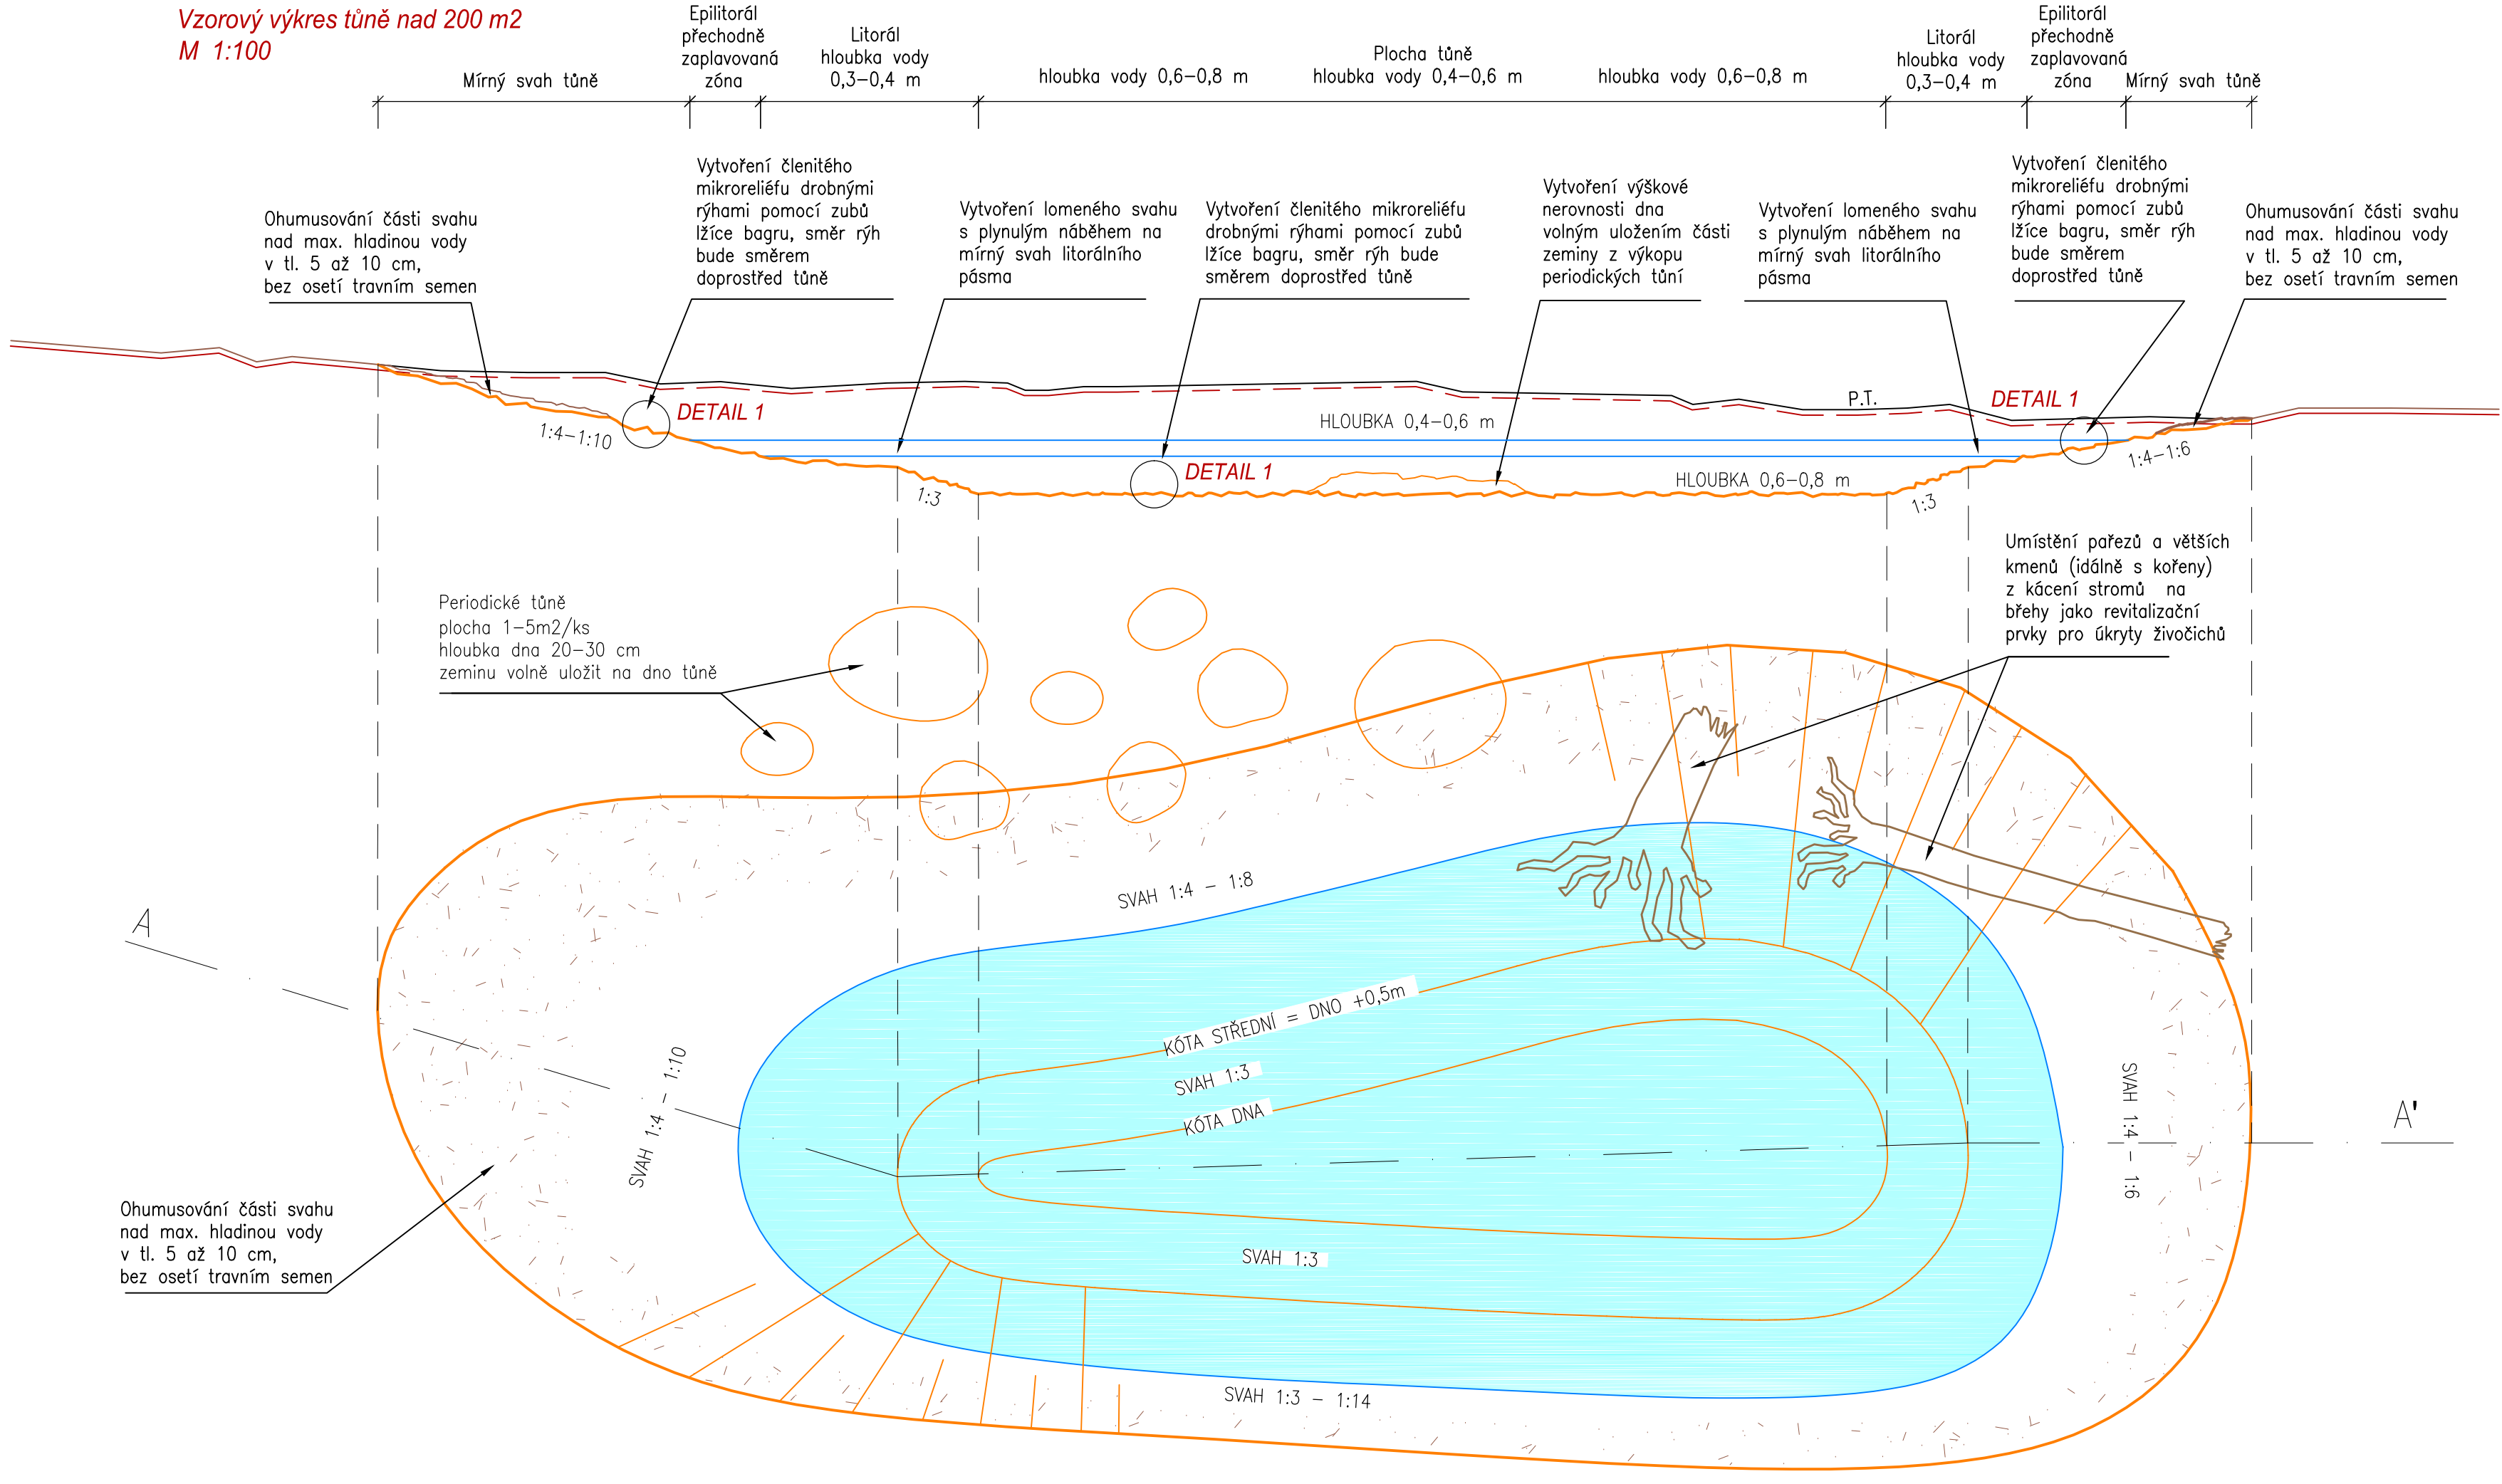 Vzorový výkres tůně nad 200 m2
M 1:100
Mírný svah tůně
Epilitorál
přechodně
zaplavovaná
zóna
Litorál
hloubka vody
0,3-0,4 m
hloubka vody 0,6-0,8 m
Plocha tůně
hloubka vody 0,4-0,6 m
hloubka vody 0,6-0,8 m
Litorál
hloubka vody
0,3-0,4 m
Epilitorál
přechodně
zaplavovaná
zóna
Mírný svah tůně
Ohumusování části svahu
nad max. hladinou vody
v tl. 5 až 10 cm,
bez osetí travním semen
Vytvoření členitého
mikroreliéfu drobnými
rýhami pomocí zubů
lžíce bagru, směr rýh
bude směrem
doprostřed tůně
Vytvoření lomeného svahu
s plynulým náběhem na
mírný svah litorálního
pásma
Vytvoření členitého mikroreliéfu
drobnými rýhami pomocí zubů
lžíce bagru, směr rýh bude
směrem doprostřed tůně
Vytvoření výškové
nerovnosti dna
volným uložením části
zeminy z výkopu
periodických tůní
Vytvoření lomeného svahu
s plynulým náběhem na
mírný svah litorálního
pásma
Vytvoření členitého
mikroreliéfu drobnými
rýhami pomocí zubů
lžíce bagru, směr rýh
bude směrem
doprostřed tůně
Ohumusování části svahu
nad max. hladinou vody
v tl. 5 až 10 cm,
bez osetí travním semen
DETAIL 1
1:4-1:10
HLOUBKA 0,4-0,6 m
P.T.
DETAIL 1
1:4-1:6
DETAIL 1
HLOUBKA 0,6-0,8 m
1:3
1:3
Umístění pařezů a větších
kmenů (idálně s kořeny)
z kácení stromů na
břehy jako revitalizační
prvky pro úkryty živočichů
Periodické tůně
plocha 1-5m2/ks
hloubka dna 20-30 cm
zeminu volně uložit na dno tůně
SVAH 1:4 - 1:8
A
KÓTA STŘEDNÍ = DNO +0,5m
SVAH 1:3
KÓTA DNA
SVAH 1:4 - 1:10
SVAH 1:4 - 1:6
A'
Ohumusování části svahu
nad max. hladinou vody
v tl. 5 až 10 cm,
bez osetí travním semen
SVAH 1:3
SVAH 1:3 - 1:14